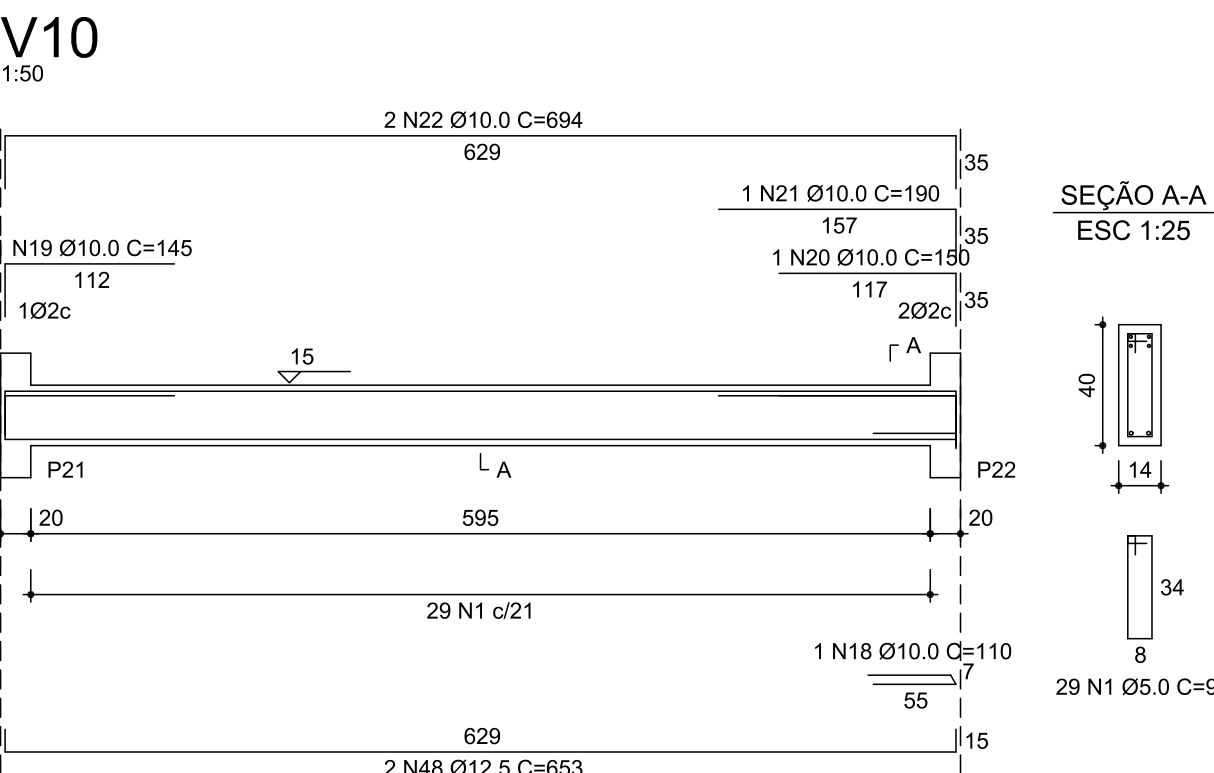 V10
1:50
2 N22 Ø10.0 C=694
629
35
1 N21 Ø10.0 C=190
157
35
N19 Ø10.0 C=145
112
1Ø2c
1 N20 Ø10.0 C=150
117
35
2Ø2c
SEÇÃO A-A
ESC 1:25
15
A
A
P21
P22
40
14
20
595
20
29 N1 c/21
34
8
29 N1 Ø5.0 C=9
1 N18 Ø10.0 C=110
7
55
629
15
2 N48 Ø12.5 C=653